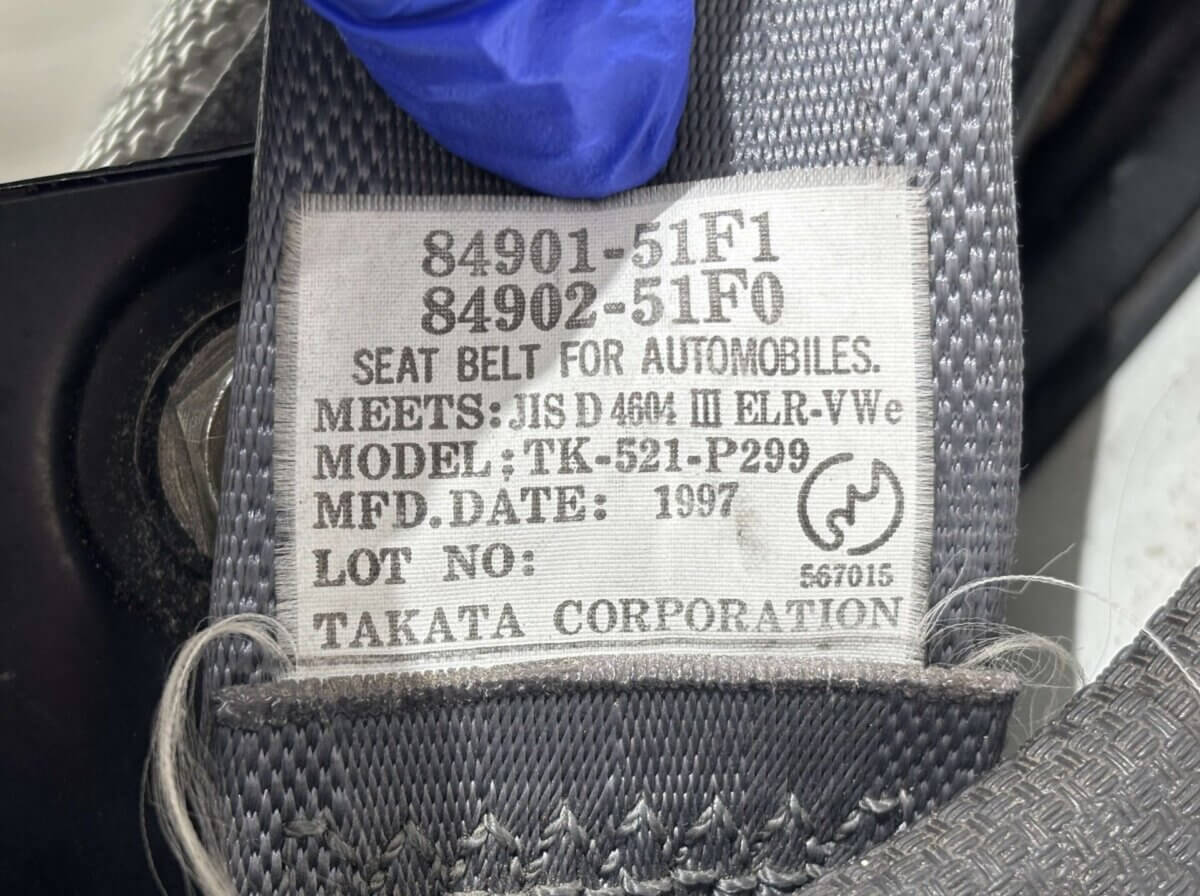 84901-51F1
84902-51F0
SEAT BELT FOR AUTOMOBILES.
MEETS: JIS D 4604 III ELR-VWe
MODEL: TK-521-P299
MFD. DATE: 1997
LOT NO:
567015
TAKATA CORPORATION